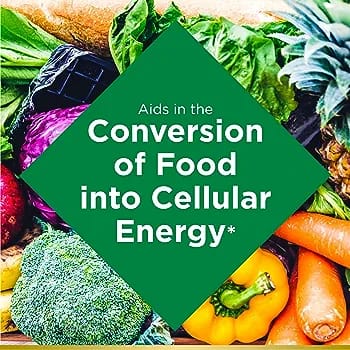 Aids in the
Conversion
of Food
into Cellular
Energy*